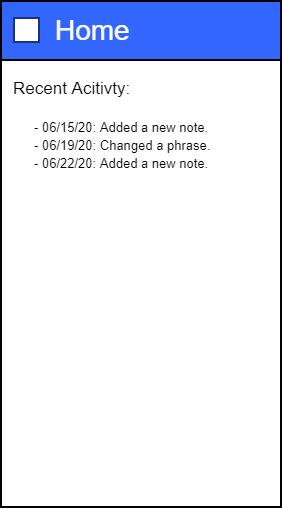 Home
Recent Acitivty:
- 06/15/20: Added a new note.
- 06/19/20: Changed a phrase.
- 06/22/20: Added a new note.